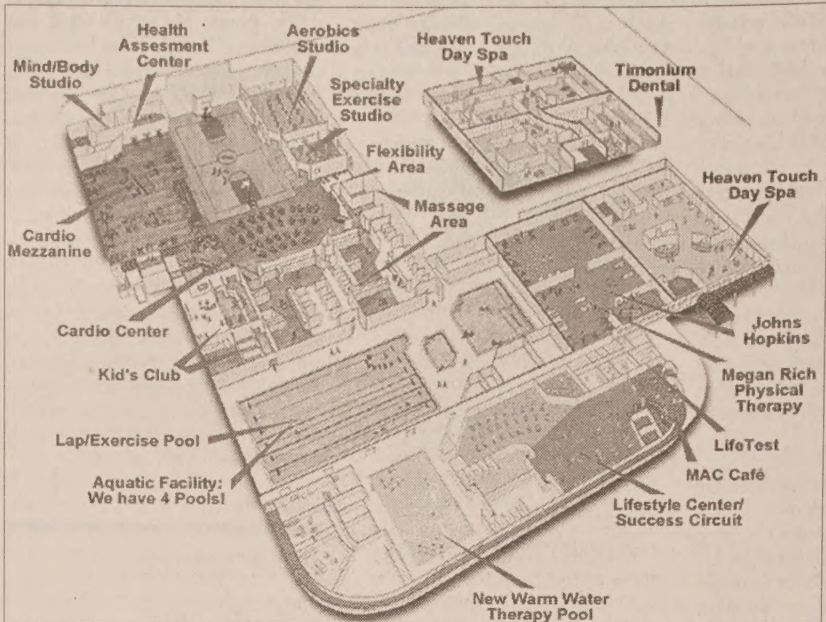 Health
Assesment
Center
Aerobics
Studio
Heaven Touch
Day Spa
Mind/Body
Studio
Specialty
Exercise
Studio
Timonium
Dental
Flexibility
Area
Heaven Touch
Day Spa
Massage
Area
Cardio
Mezzanine
Cardio Center
Johns
Hopkins
Kid's Club
Megan Rich
Physical
Therapy
Lap/Exercise Pool
LifeTest
Aquatic Facility:
We have 4 Pools!
MAC Café
Lifestyle Center/
Success Circuit
New Warm Water
Therapy Pool